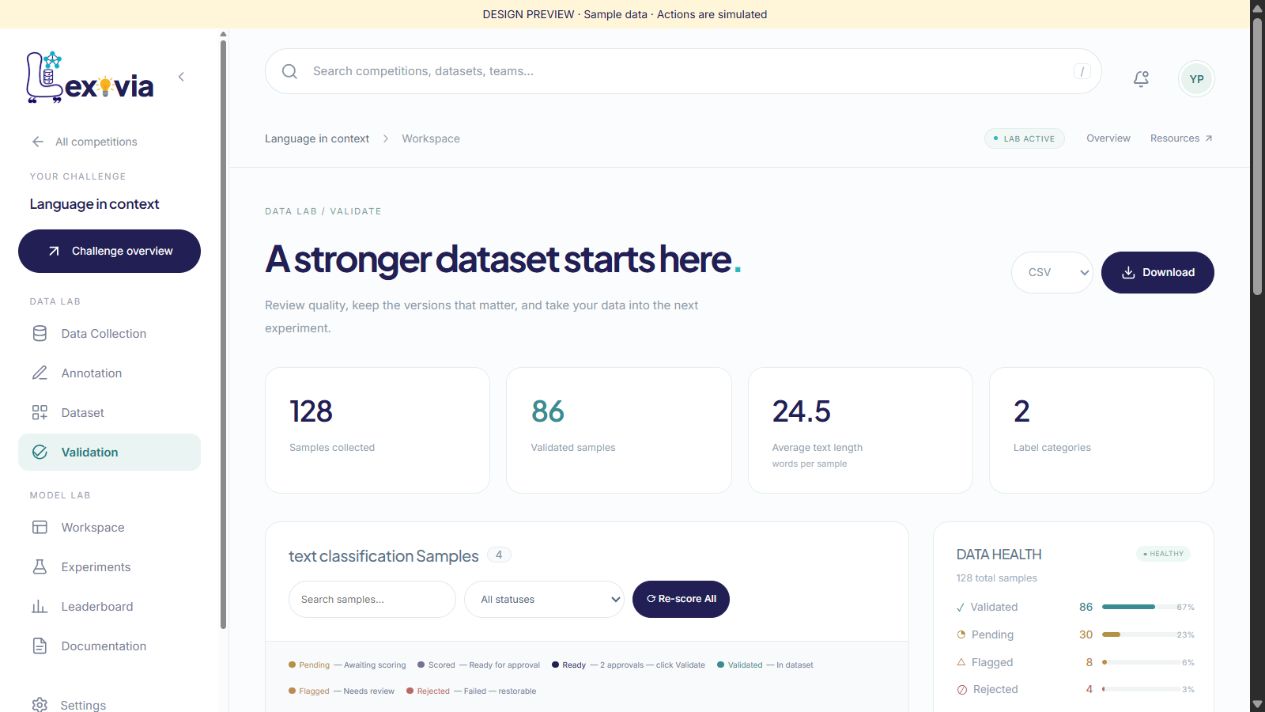 DESIGN PREVIEW · Sample data · Actions are simulated
Lexivia
All competitions
YOUR CHALLENGE
Language in context
Challenge overview
DATA LAB
Data Collection
Annotation
Dataset
Validation
MODEL LAB
Workspace
Experiments
Leaderboard
Documentation
Settings
Search competitions, datasets, teams...
/
YP
Language in context > Workspace
LAB ACTIVE
Overview
Resources ↗
DATA LAB / VALIDATE
A stronger dataset starts here.
Review quality, keep the versions that matter, and take your data into the next
experiment.
CSV
Download
128
Samples collected
86
Validated samples
24.5
Average text length
words per sample
2
Label categories
text classification Samples 4
Search samples...
All statuses
Re-score All
Pending — Awaiting scoring
Scored — Ready for approval
Ready — 2 approvals — click Validate
Validated — In dataset
Flagged — Needs review
Rejected — Failed — restorable
DATA HEALTH
HEALTHY
128 total samples
Validated 86 67%
Pending 30 23%
Flagged 8 6%
Rejected 4 3%